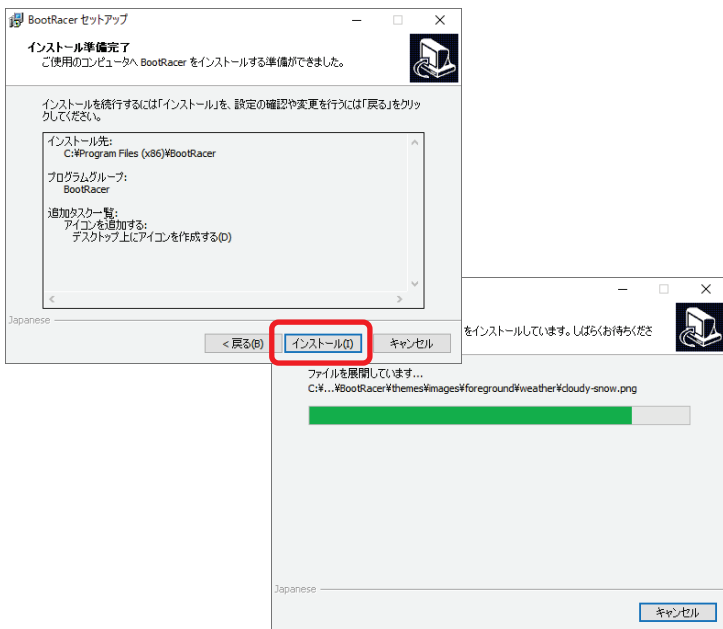 BootRacer セットアップ
インストール準備完了
ご使用のコンピュータへ BootRacer をインストールする準備ができました。
インストールを続行するには「インストール」を、設定の確認や変更を行うには「戻る」をクリッ
クしてください。
インストール先:
C:¥Program Files (x86)¥BootRacer
プログラムグループ:
BootRacer
追加タスク一覧:
アイコンを追加する:
デスクトップ上にアイコンを作成する(D)
Japanese
< 戻る(B)
インストール(I)
キャンセル
をインストールしています。しばらくお待ちくださ
ファイルを展開しています...
C:¥...¥BootRacer¥themes¥images¥foreground¥weather¥cloudy-snow.png
Japanese
キャンセル